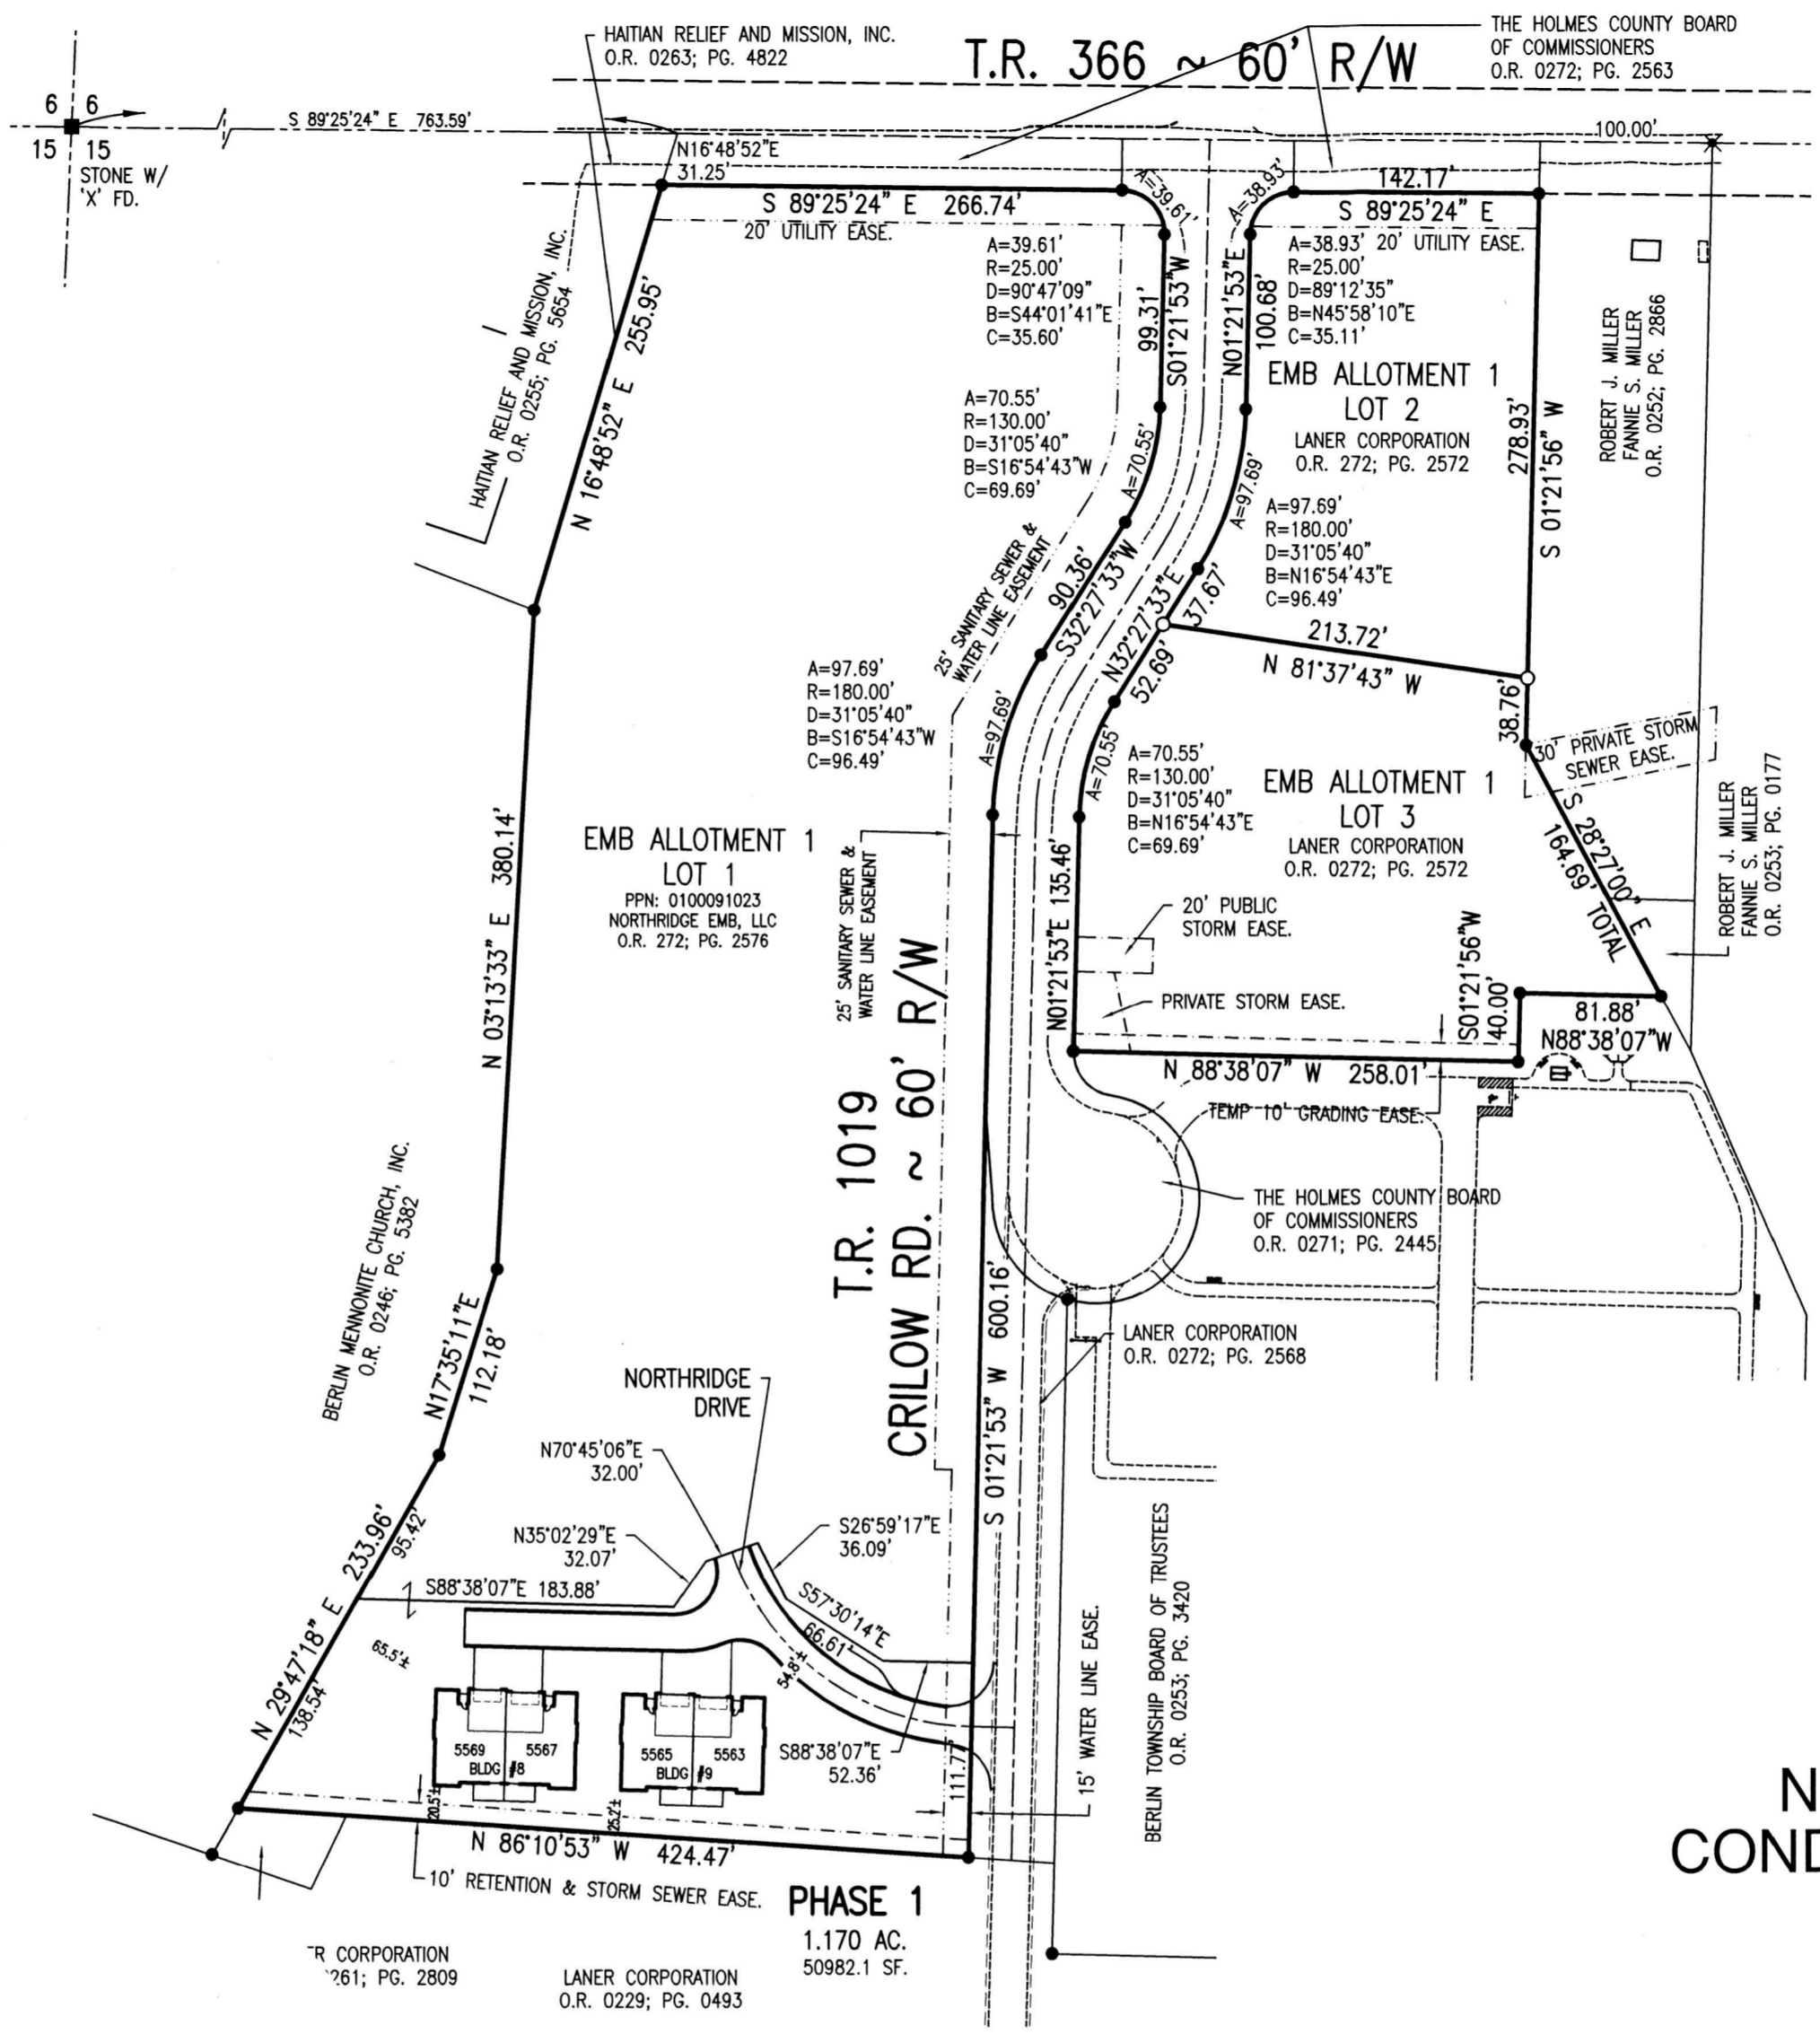 HAITIAN RELIEF AND MISSION, INC.
O.R. 0263; PG. 4822
T.R. 366 ~ 60' R/W
THE HOLMES COUNTY BOARD
OF COMMISSIONERS
O.R. 0272; PG. 2563
6 6
15 15
STONE W/
'X' FD.
S 89°25'24" E 763.59'
100.00'
N16°48'52"E
31.25'
S 89°25'24" E 266.74'
20' UTILITY EASE.
A=39.61'
A=38.93'
142.17'
S 89°25'24" E
20' UTILITY EASE.
A=39.61'
R=25.00'
D=90°47'09"
B=S44°01'41"E
C=35.60'
99.31'
S01°21'53"W
N01°21'53"E
100.68'
A=38.93'
R=25.00'
D=89°12'35"
B=N45°58'10"E
C=35.11'
HAITIAN RELIEF AND MISSION, INC.
O.R. 0255; PG. 5654
N 16°48'52" E 255.95'
ROBERT J. MILLER
FANNIE S. MILLER
O.R. 0252; PG. 2866
EMB ALLOTMENT 1
LOT 2
LANER CORPORATION
O.R. 272; PG. 2572
278.93'
S 01°21'56" W
A=70.55'
R=130.00'
D=31°05'40"
B=S16°54'43"W
C=69.69'
A=70.55'
A=97.69'
A=97.69'
R=180.00'
D=31°05'40"
B=N16°54'43"E
C=96.49'
25' SANITARY SEWER &
WATER LINE EASEMENT
90.36'
S32°27'33"W
N32°27'33"E
37.67'
52.69'
213.72'
N 81°37'43" W
38.76'
30' PRIVATE STORM
SEWER EASE.
A=97.69'
R=180.00'
D=31°05'40"
B=S16°54'43"W
C=96.49'
A=97.69'
A=70.55'
A=70.55'
R=130.00'
D=31°05'40"
B=N16°54'43"E
C=69.69'
EMB ALLOTMENT 1
LOT 3
LANER CORPORATION
O.R. 0272; PG. 2572
S 28°27'00" E
164.69' TOTAL
ROBERT J. MILLER
FANNIE S. MILLER
O.R. 0253; PG. 0177
N 03°13'33" E 380.14'
EMB ALLOTMENT 1
LOT 1
PPN: 0100091023
NORTHRIDGE EMB, LLC
O.R. 272; PG. 2576
25' SANITARY SEWER &
WATER LINE EASEMENT
N01°21'53"E 135.46'
20' PUBLIC
STORM EASE.
PRIVATE STORM EASE.
S01°21'56"W
40.00'
81.88'
N88°38'07"W
N 88°38'07" W 258.01'
TEMP 10' GRADING EASE.
T.R. 1019
CRILOW RD. ~ 60' R/W
THE HOLMES COUNTY BOARD
OF COMMISSIONERS
O.R. 0271; PG. 2445
BERLIN MENNONITE CHURCH, INC.
O.R. 0246; PG. 5382
N17°35'11"E
112.18'
S 01°21'53" W 600.16'
LANER CORPORATION
O.R. 0272; PG. 2568
NORTHRIDGE
DRIVE
N70°45'06"E
32.00'
N35°02'29"E
32.07'
S26°59'17"E
36.09'
S57°30'14"E
66.61'
N 29°47'18" E 233.96'
95.42'
138.54'
S88°38'07"E 183.88'
65.5'±
54.8'±
5569 5567
BLDG #8
5565 5563
BLDG #9
S88°38'07"E
52.36'
111.77'
15' WATER LINE EASE.
BERLIN TOWNSHIP BOARD OF TRUSTEES
O.R. 0253; PG. 3420
20.5'±
25.2'±
N 86°10'53" W 424.47'
10' RETENTION & STORM SEWER EASE.
PHASE 1
1.170 AC.
50982.1 SF.
R CORPORATION
261; PG. 2809
LANER CORPORATION
O.R. 0229; PG. 0493
N
COND